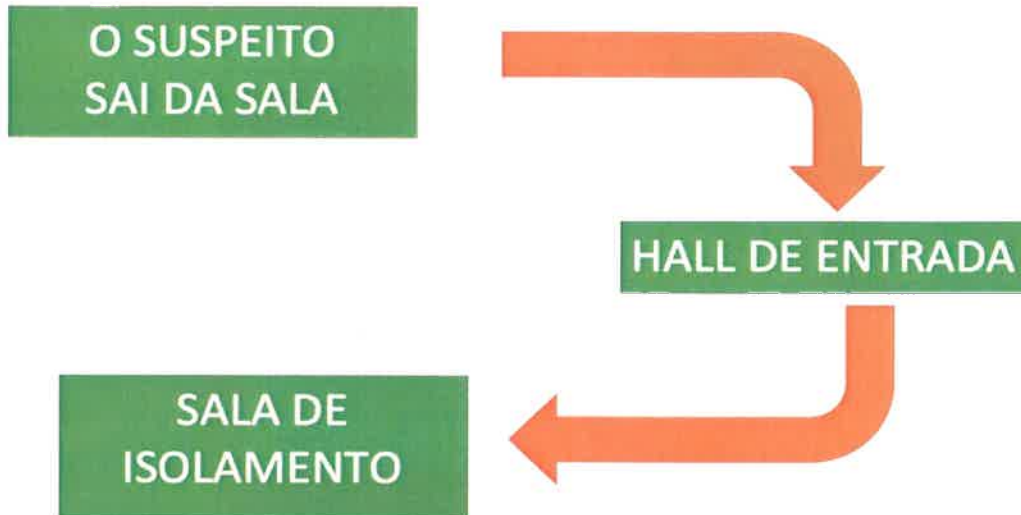 O SUSPEITO
SAI DA SALA
HALL DE ENTRADA
SALA DE
ISOLAMENTO